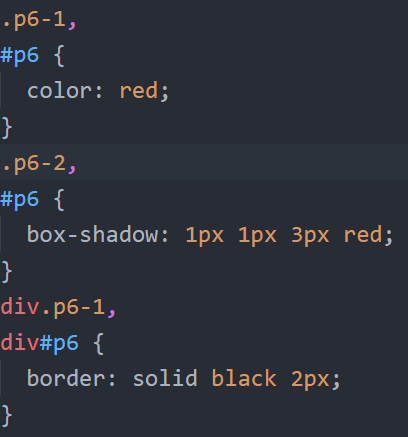 .p6-1,
#p6 {
  color: red;
}
.p6-2,
#p6 {
  box-shadow: 1px 1px 3px red;
}
div.p6-1,
div#p6 {
  border: solid black 2px;
}